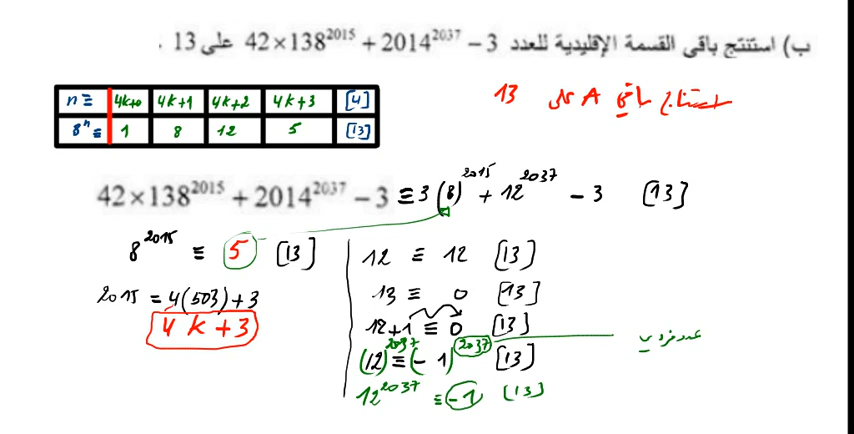 ب) استنتج باقي القسمة الإقليدية للعدد 42×138^2015 + 2014^2037 − 3 على 13 .
استنتاج باقي A على 13
n ≡ 4k+0 4k+1 4k+2 4k+3 [4]
8^n ≡ 1 8 12 5 [13]
42×138^2015 + 2014^2037 − 3 ≡ 3(8)^2015 + 12^2037 − 3 [13]
8^2015 ≡ 5 [13]
2015 = 4(503)+3
4k+3
12 ≡ 12 [13]
13 ≡ 0 [13]
12+1 ≡ 0 [13]
(12)^2037 ≡ (−1)^2037 [13] عدد فردي
12^2037 ≡ −1 [13]